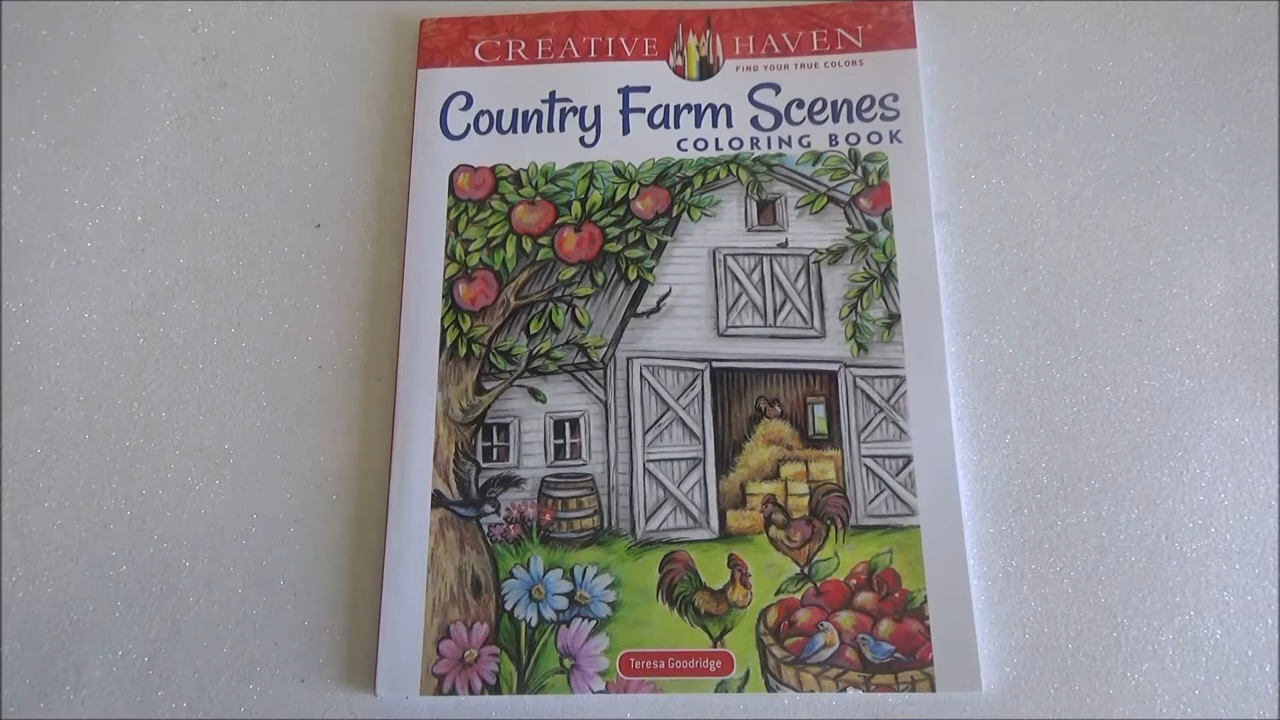 CREATIVE HAVEN®
FIND YOUR TRUE COLORS
Country Farm Scenes
COLORING BOOK
Teresa Goodridge